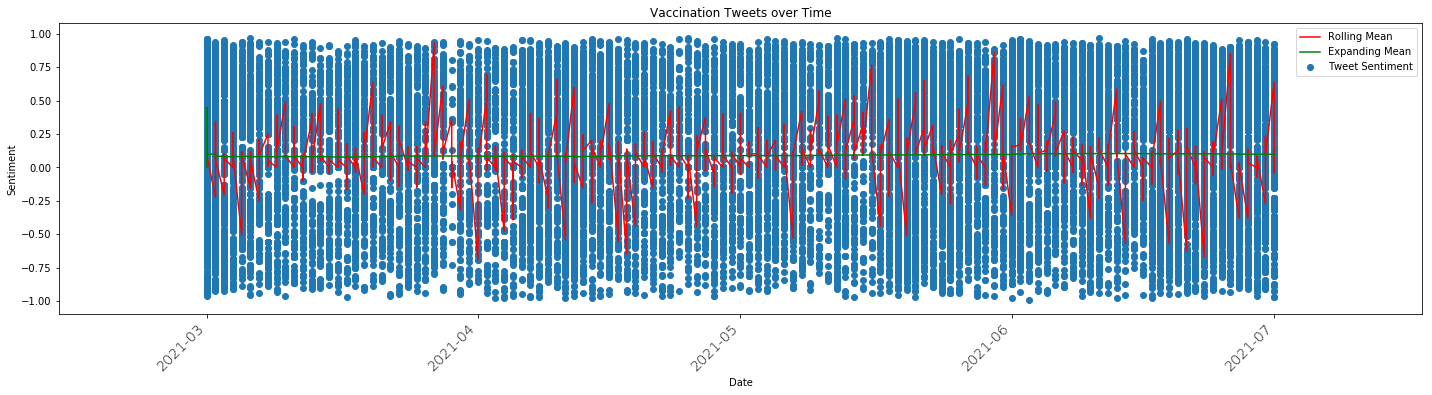 Vaccination Tweets over Time
Rolling Mean
Expanding Mean
Tweet Sentiment
Sentiment
1.00
0.75
0.50
0.25
0.00
−0.25
−0.50
−0.75
−1.00
2021-03
2021-04
2021-05
2021-06
2021-07
Date